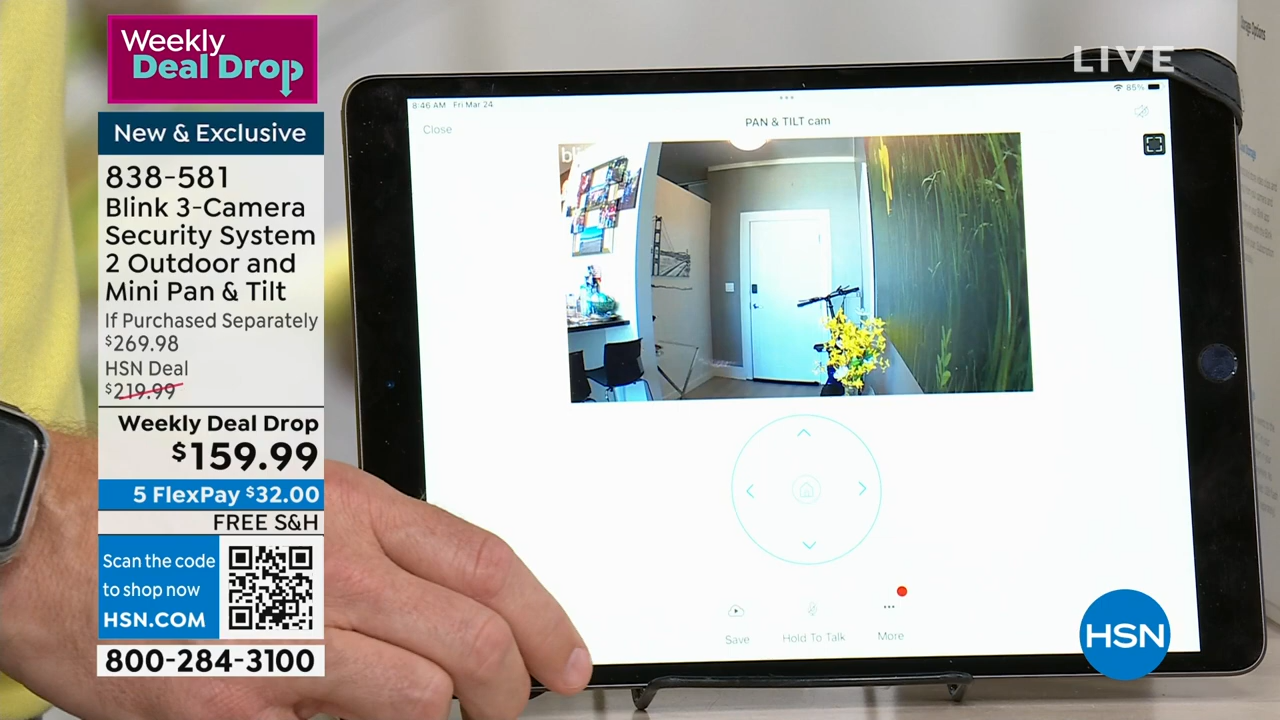 Weekly
Deal Drop
New & Exclusive
838-581
Blink 3-Camera
Security System
2 Outdoor and
Mini Pan & Tilt
If Purchased Separately
$269.98
HSN Deal
$219.99
Weekly Deal Drop
$159.99
5 FlexPay $32.00
FREE S&H
Scan the code
to shop now
HSN.COM
800-284-3100
LIVE
8:46 AM Fri Mar 24
85%
Close
PAN & TILT cam
Save
Hold To Talk
More
HSN
Storage Options